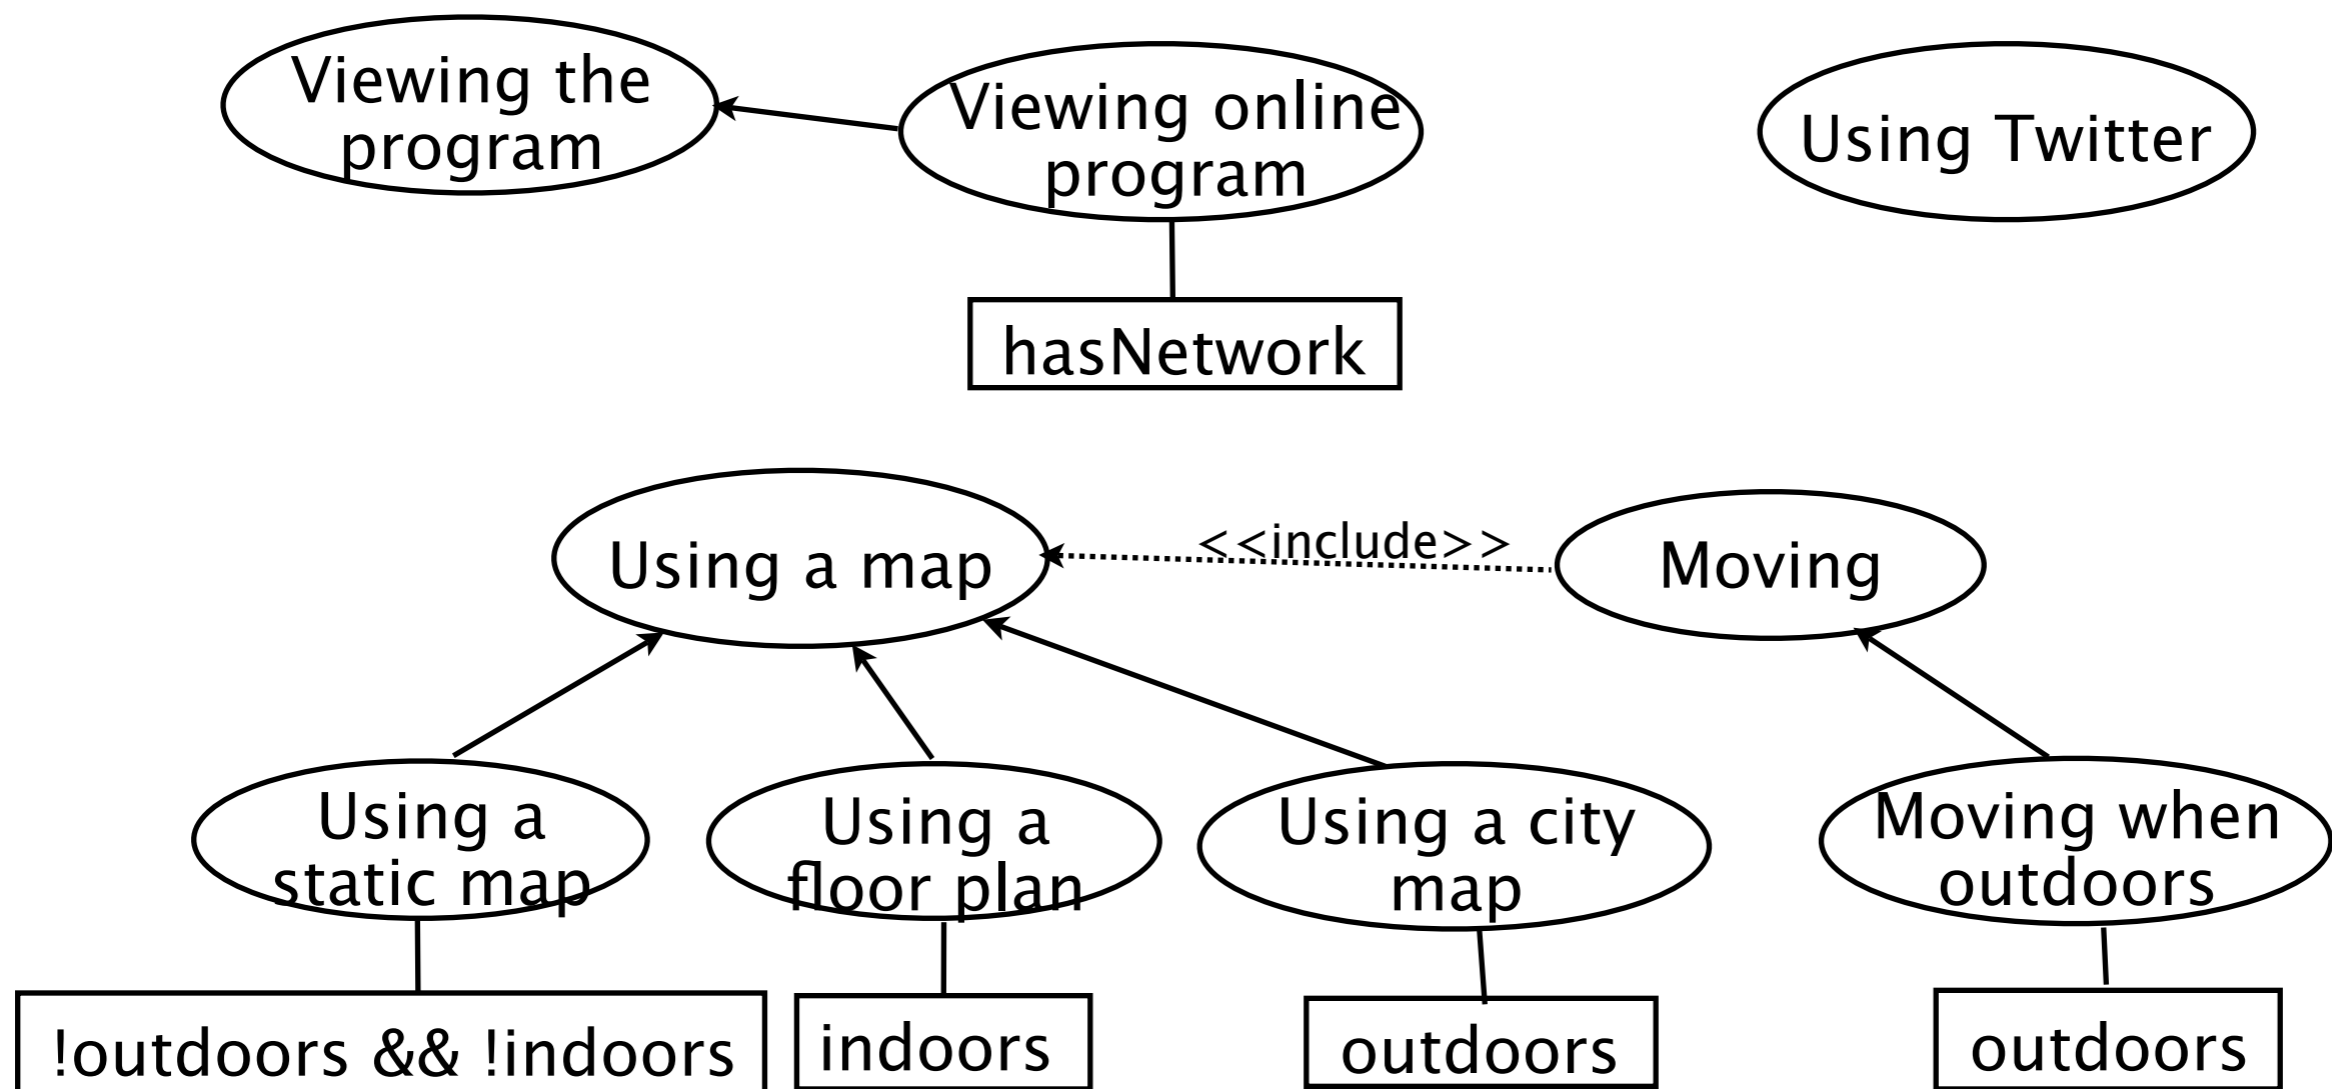 Viewing the
program
Viewing online
program
Using Twitter
hasNetwork
Using a map
<<include>>
Moving
Using a
static map
Using a
floor plan
Using a city
map
Moving when
outdoors
!outdoors && !indoors
indoors
outdoors
outdoors